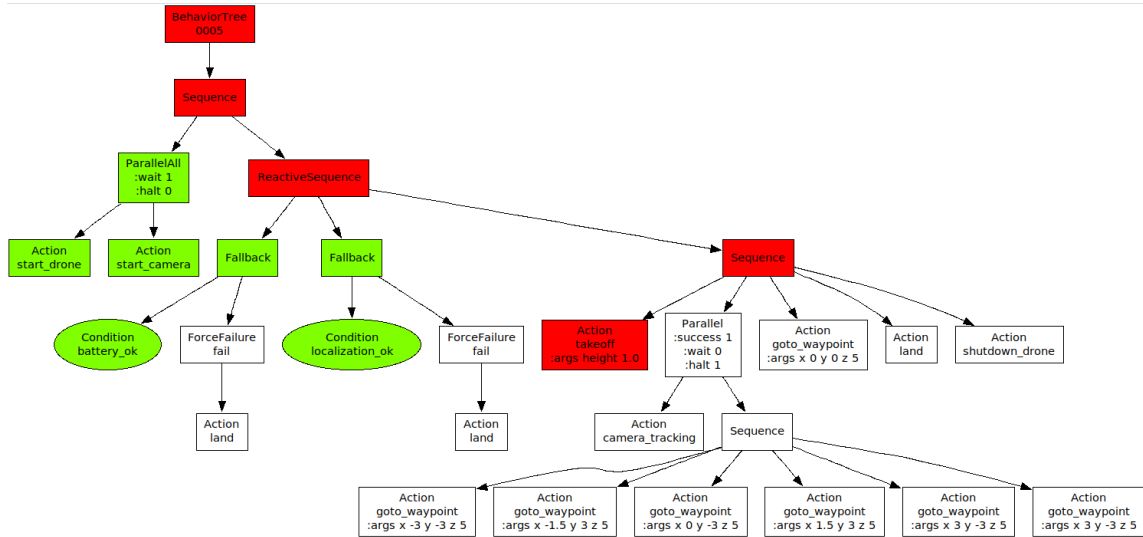 BehaviorTree
0005
Sequence
ParallelAll
:wait 1
:halt 0
ReactiveSequence
Action
start_drone
Action
start_camera
Fallback
Fallback
Sequence
Condition
battery_ok
ForceFailure
fail
Condition
localization_ok
ForceFailure
fail
Action
takeoff
:args height 1.0
Parallel
:success 1
:wait 0
:halt 1
Action
goto_waypoint
:args x 0 y 0 z 5
Action
land
Action
shutdown_drone
Action
land
Action
land
Action
camera_tracking
Sequence
Action
goto_waypoint
:args x -3 y -3 z 5
Action
goto_waypoint
:args x -1.5 y 3 z 5
Action
goto_waypoint
:args x 0 y -3 z 5
Action
goto_waypoint
:args x 1.5 y 3 z 5
Action
goto_waypoint
:args x 3 y -3 z 5
Action
goto_waypoint
:args x 3 y -3 z 5